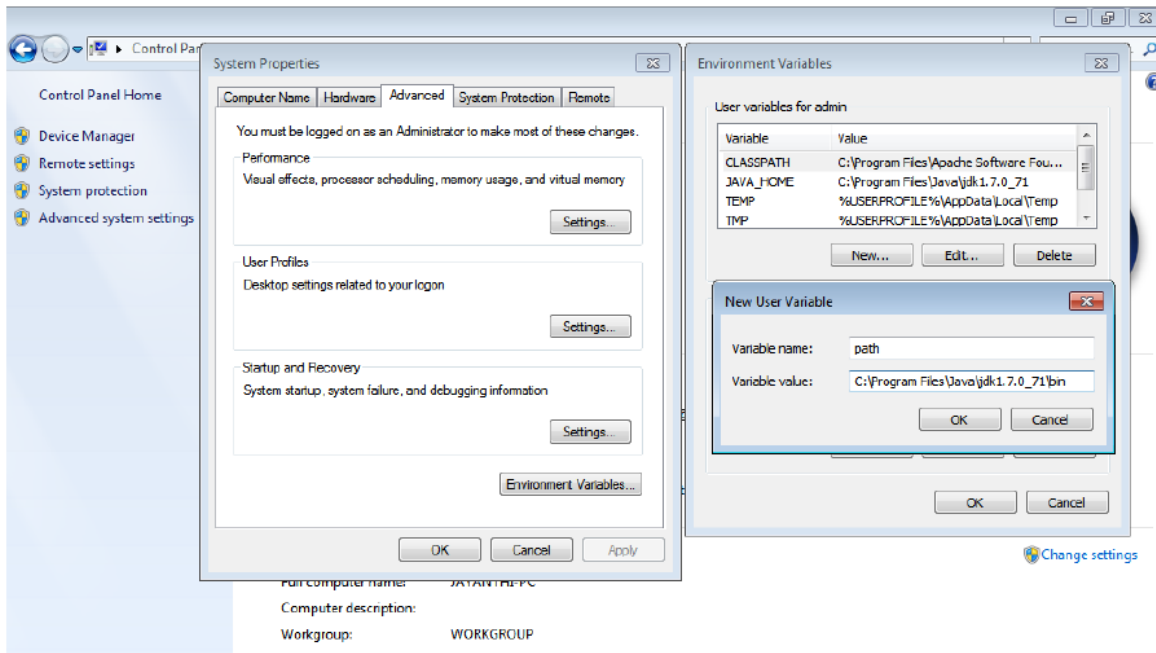 Control Pan
Control Panel Home
Device Manager
Remote settings
System protection
Advanced system settings
System Properties
Computer Name Hardware Advanced System Protection Remote
You must be logged on as an Administrator to make most of these changes.
Performance
Visual effects, processor scheduling, memory usage, and virtual memory
Settings...
User Profiles
Desktop settings related to your logon
Settings...
Startup and Recovery
System startup, system failure, and debugging information
Settings...
Environment Variables...
OK Cancel Apply
Environment Variables
User variables for admin
Variable Value
CLASSPATH C:\Program Files\Apache Software Fou...
JAVA_HOME C:\Program Files\Java\jdk1.7.0_71
TEMP %USERPROFILE%\AppData\Local\Temp
TMP %USERPROFILE%\AppData\Local\Temp
New... Edit... Delete
New User Variable
Variable name: path
Variable value: C:\Program Files\Java\jdk1.7.0_71\bin
OK Cancel
OK Cancel
Change settings
Full computer name: JAYANTHI-PC
Computer description:
Workgroup: WORKGROUP